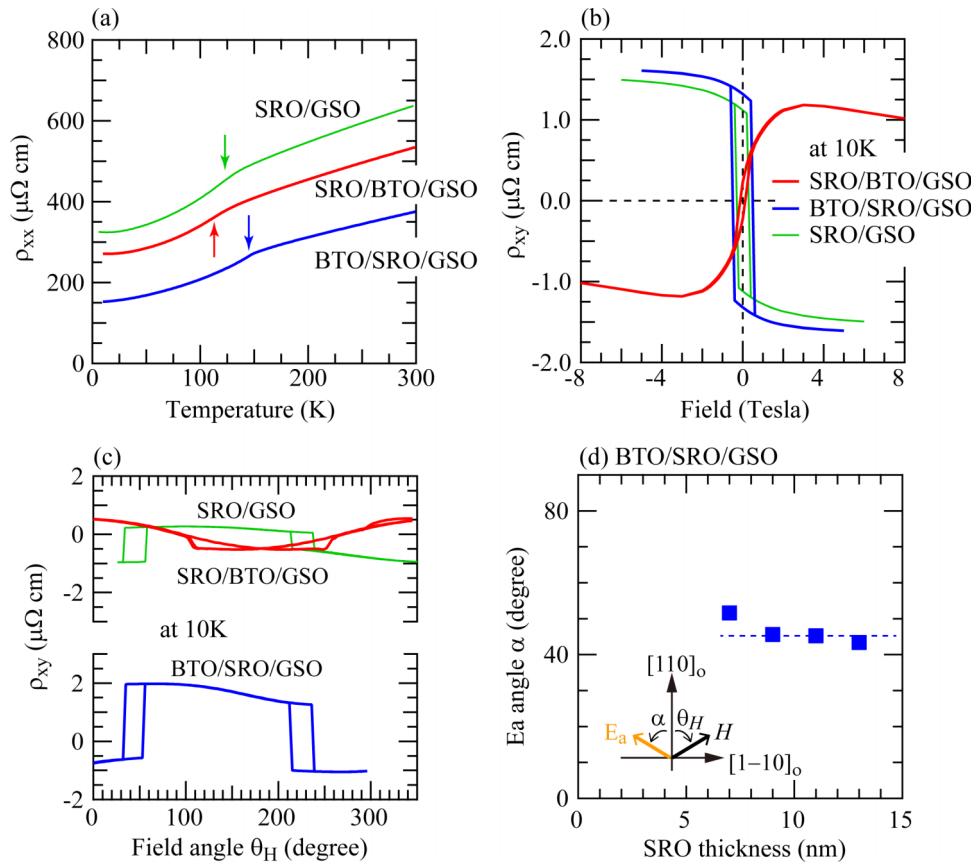 (a)
800
600
400
200
0
ρxx (μΩ cm)
SRO/GSO
SRO/BTO/GSO
BTO/SRO/GSO
0 100 200 300
Temperature (K)
(b)
2.0
1.0
0
-1.0
-2.0
ρxy (μΩ cm)
at 10K
SRO/BTO/GSO
BTO/SRO/GSO
SRO/GSO
-8 -4 0 4 8
Field (Tesla)
(c)
2
0
-2
SRO/GSO
SRO/BTO/GSO
at 10K
BTO/SRO/GSO
2
0
-2
ρxy (μΩ cm)
0 100 200 300
Field angle θH (degree)
(d) BTO/SRO/GSO
80
40
0
Ea angle α (degree)
[110]o
Ea α θH H
[1−10]o
0 5 10 15
SRO thickness (nm)